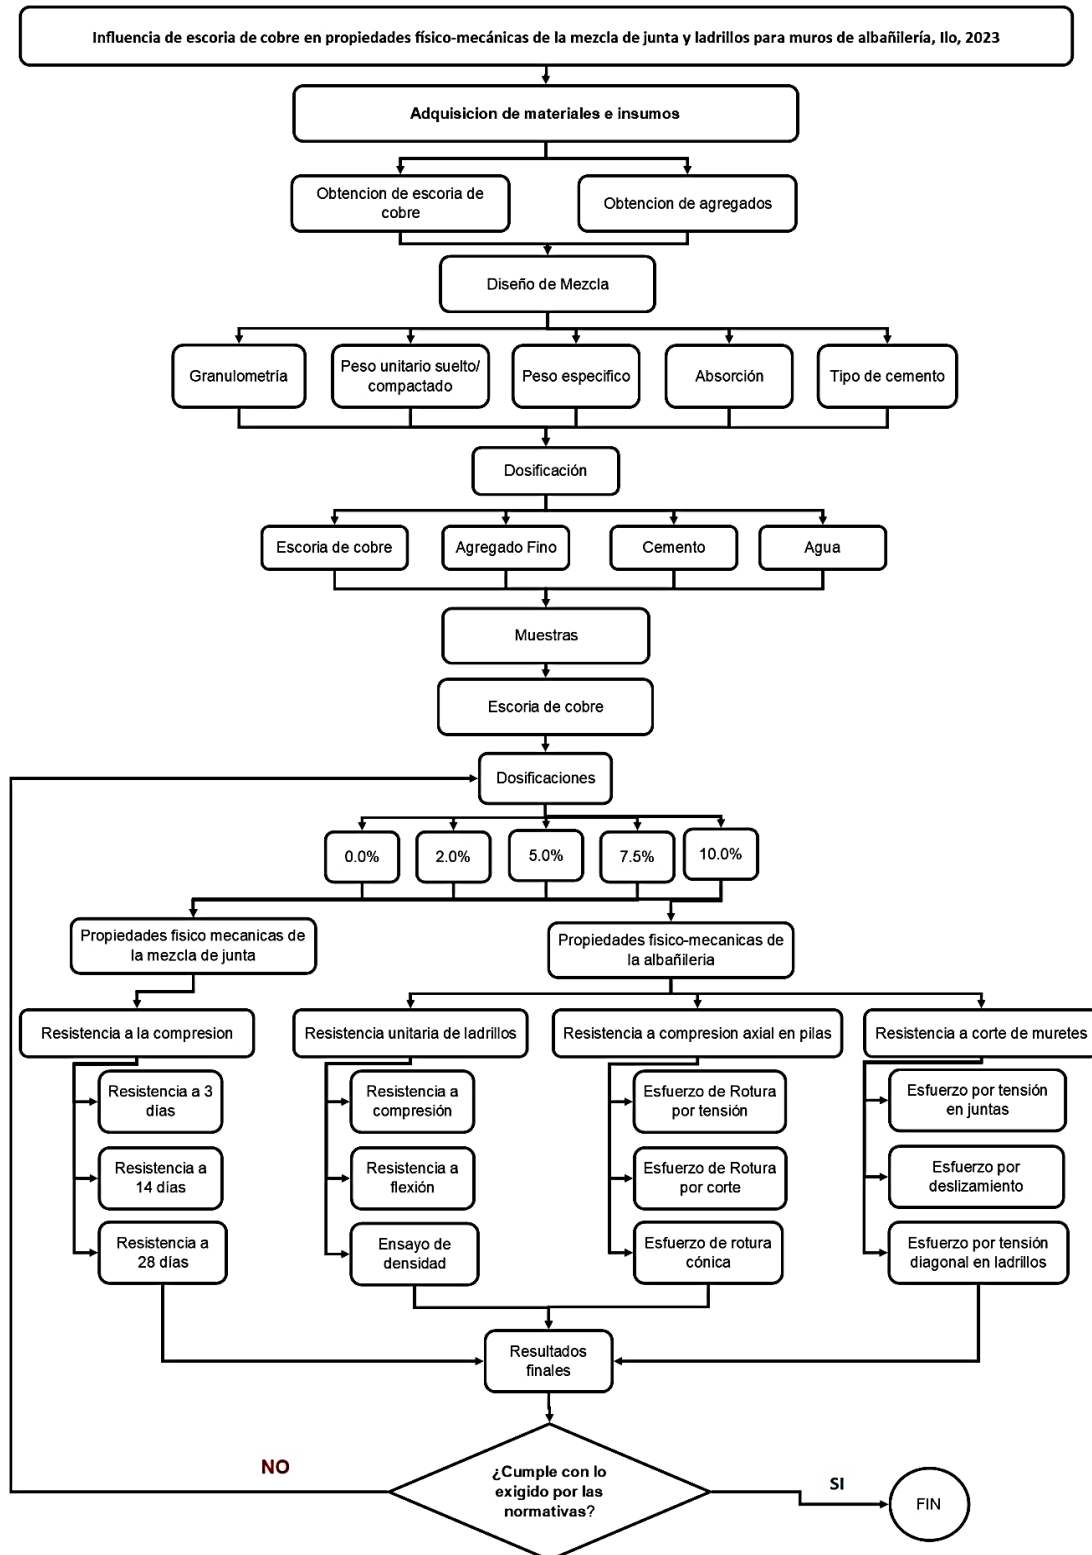 Influencia de escoria de cobre en propiedades físico-mecánicas de la mezcla de junta y ladrillos para muros de albañilería, Ilo, 2023
Adquisicion de materiales e insumos
Obtencion de escoria de
cobre
Obtencion de agregados
Diseño de Mezcla
Granulometría
Peso unitario suelto/
compactado
Peso especifico
Absorción
Tipo de cemento
Dosificación
Escoria de cobre
Agregado Fino
Cemento
Agua
Muestras
Escoria de cobre
Dosificaciones
0.0%
2.0%
5.0%
7.5%
10.0%
Propiedades fisico mecanicas de
la mezcla de junta
Propiedades fisico-mecanicas de
la albañileria
Resistencia a la compresion
Resistencia unitaria de ladrillos
Resistencia a compresion axial en pilas
Resistencia a corte de muretes
Resistencia a 3
días
Resistencia a
compresión
Esfuerzo de Rotura
por tensión
Esfuerzo por tensión
en juntas
Resistencia a
14 días
Resistencia a
flexión
Esfuerzo de Rotura
por corte
Esfuerzo por
deslizamiento
Resistencia a
28 días
Ensayo de
densidad
Esfuerzo de rotura
cónica
Esfuerzo por tensión
diagonal en ladrillos
Resultados
finales
NO
¿Cumple con lo
exigido por las
normativas?
SI
FIN